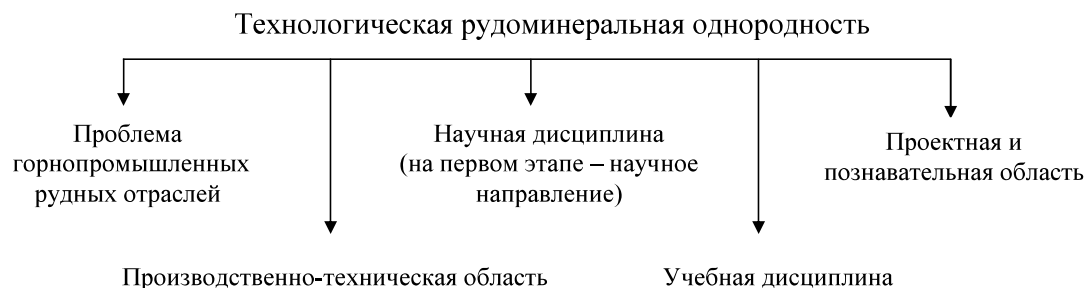 Технологическая рудоминеральная однородность
Проблема
горнопромышленных
рудных отраслей
Научная дисциплина
(на первом этапе – научное
направление)
Проектная и
познавательная область
Производственно-техническая область
Учебная дисциплина